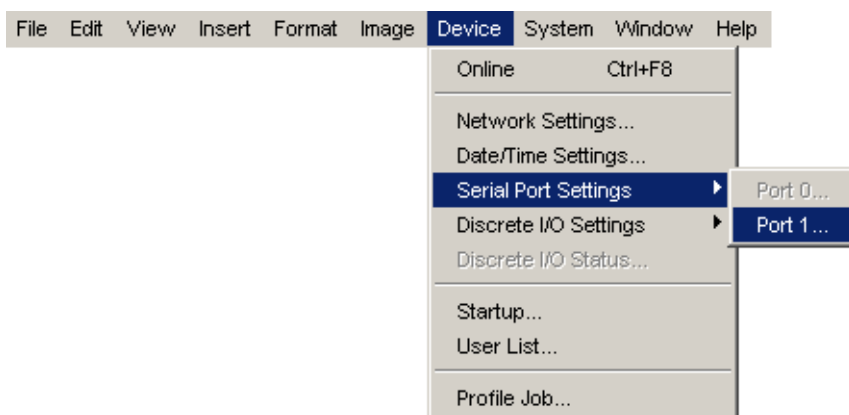 File Edit View Insert Format Image Device System Window Help
Online Ctrl+F8
Network Settings...
Date/Time Settings...
Serial Port Settings
Port 0...
Discrete I/O Settings
Port 1...
Discrete I/O Status...
Startup...
User List...
Profile Job...